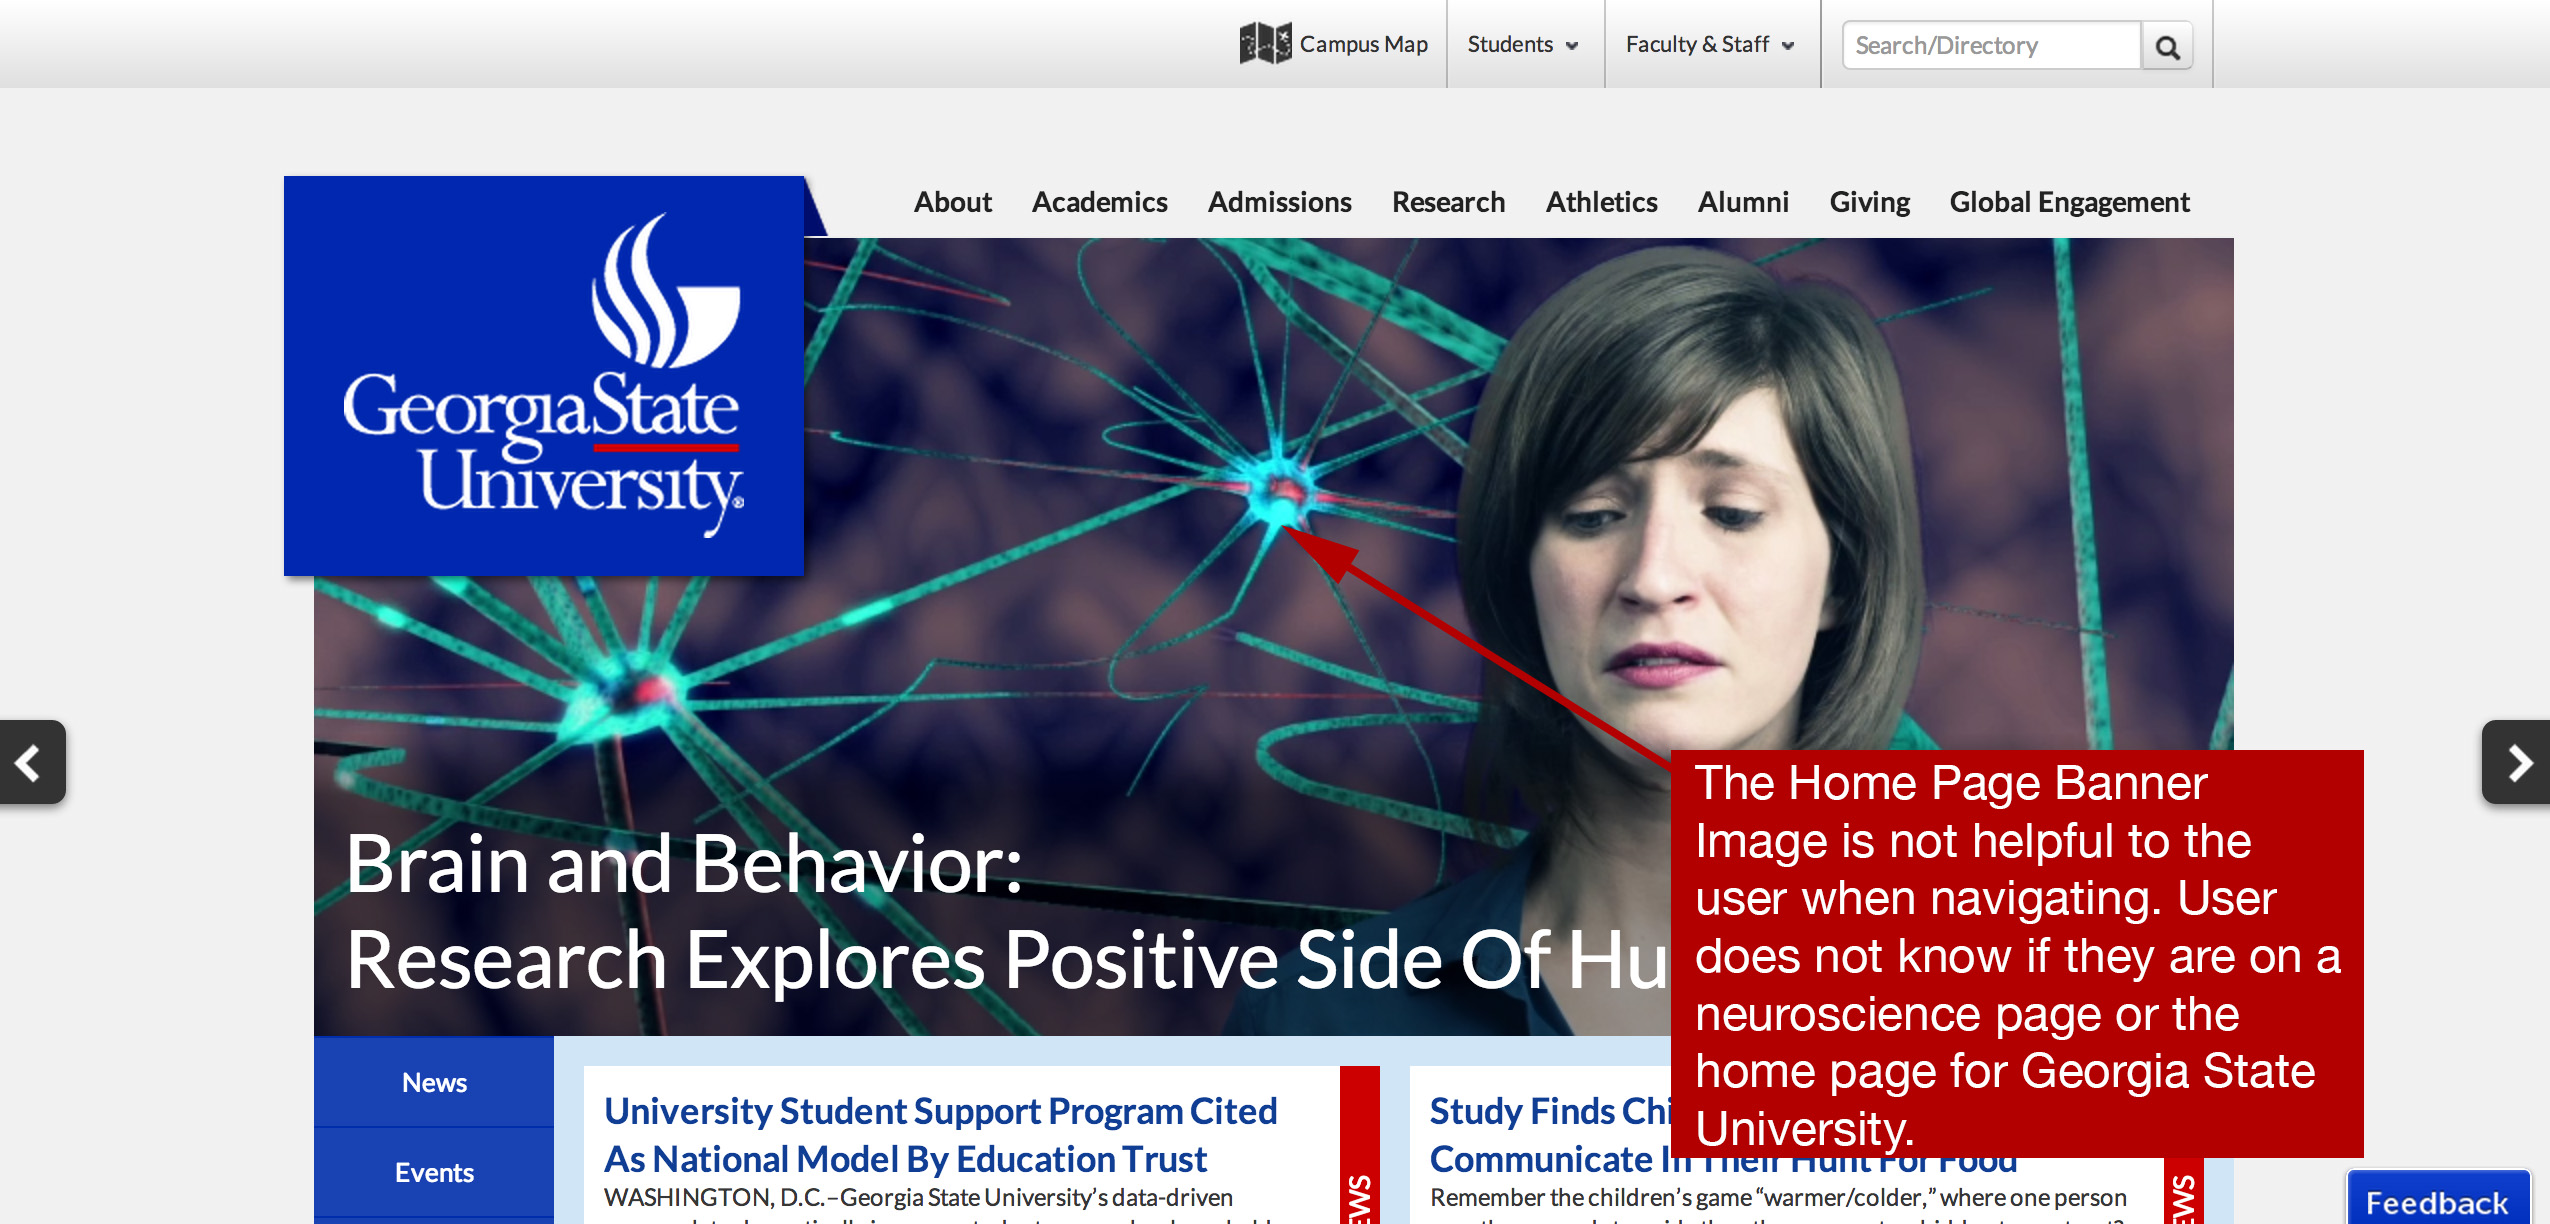 Campus Map
Students
Faculty & Staff
Search/Directory
About Academics Admissions Research Athletics Alumni Giving Global Engagement
GeorgiaState
University®
Brain and Behavior:
Research Explores Positive Side Of Hu
The Home Page Banner
Image is not helpful to the
user when navigating. User
does not know if they are on a
neuroscience page or the
home page for Georgia State
University.
News
Events
University Student Support Program Cited
As National Model By Education Trust
WASHINGTON, D.C.–Georgia State University’s data-driven
Study Finds Chi
Communicate In Their Hunt For Food
Remember the children’s game “warmer/colder,” where one person
Feedback